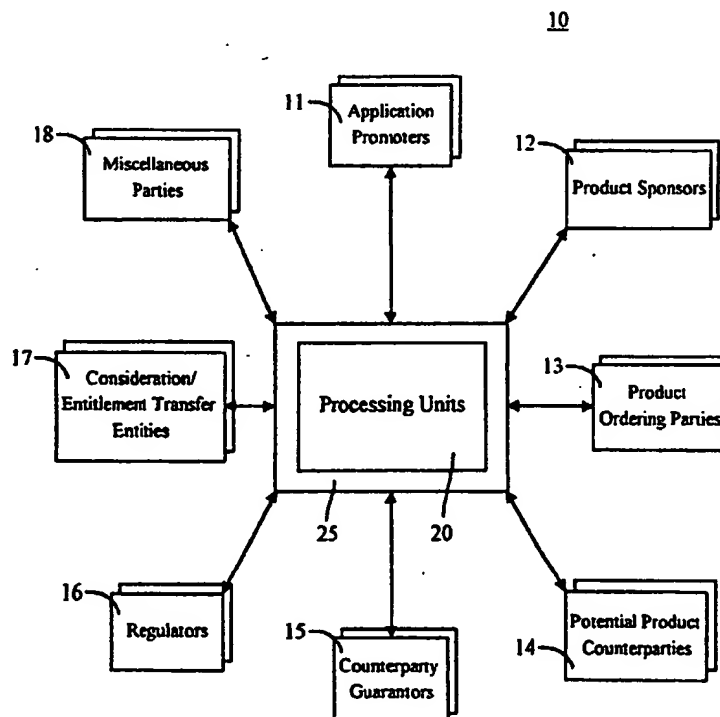 10
11
Application
Promoters
18
Miscellaneous
Parties
12
Product Sponsors
17
Consideration/
Entitlement Transfer
Entities
Processing Units
13
Product
Ordering Parties
25
20
16
Regulators
15
Counterparty
Guarantors
Potential Product
Counterparties
14